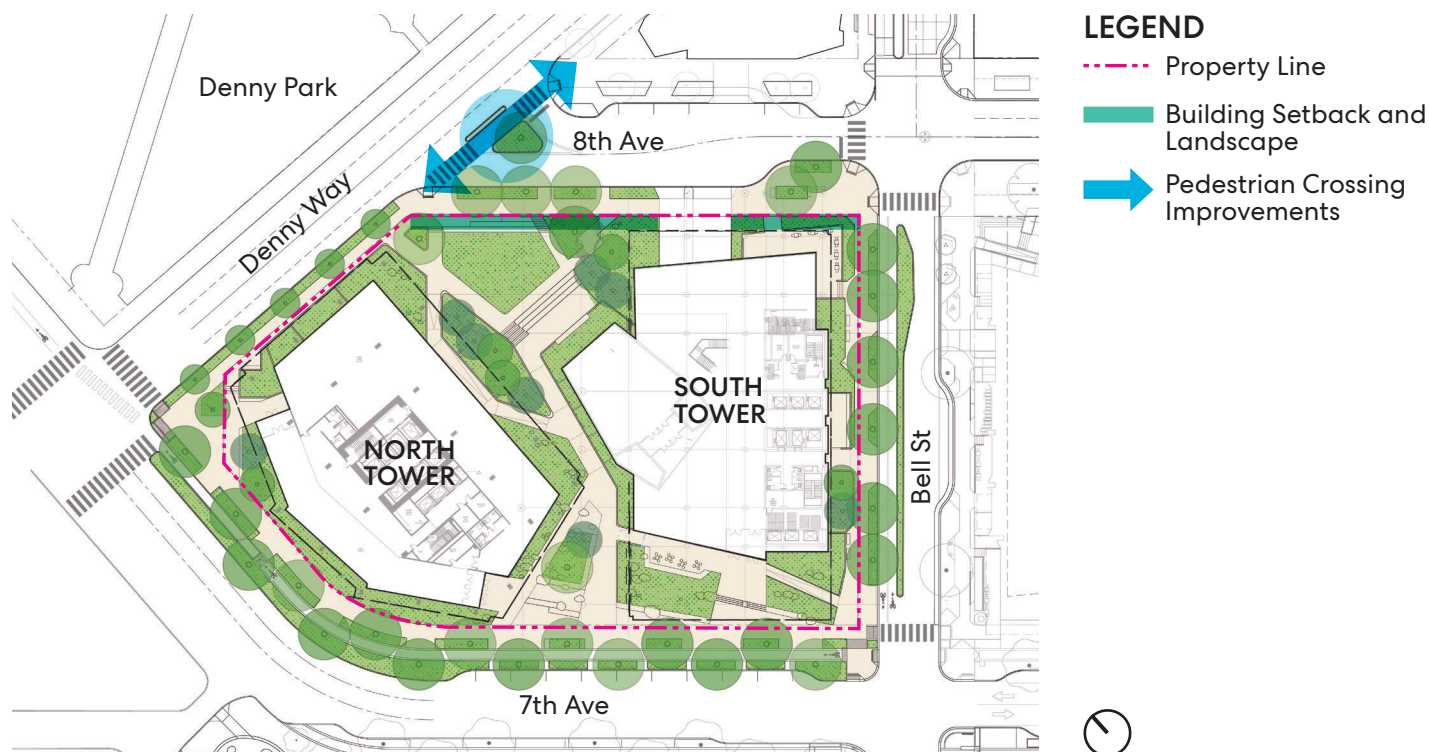 Denny Park
8th Ave
Denny Way
SOUTH
TOWER
NORTH
TOWER
Bell St
7th Ave
LEGEND
Property Line
Building Setback and
Landscape
Pedestrian Crossing
Improvements